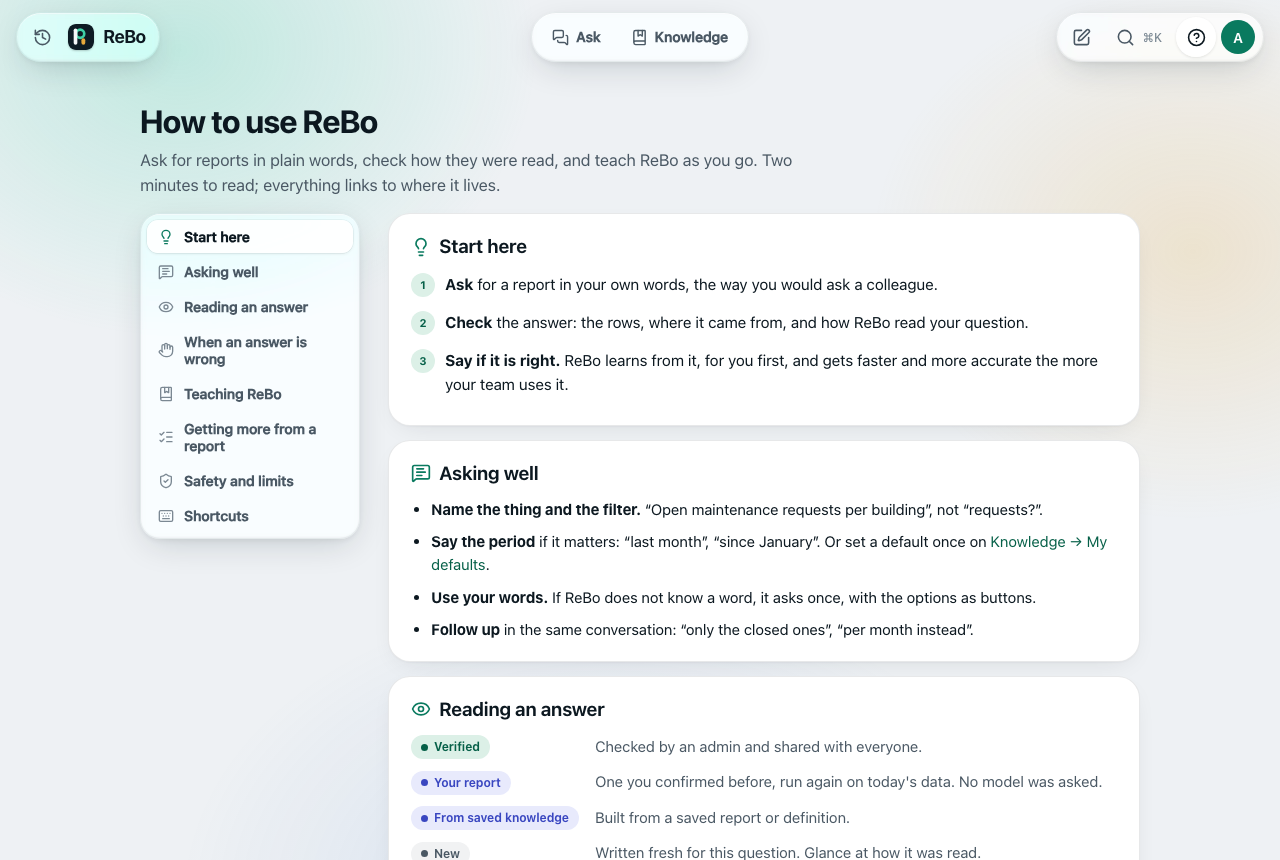 ReBo
Ask
Knowledge
⌘K
A
How to use ReBo
Ask for reports in plain words, check how they were read, and teach ReBo as you go. Two
minutes to read; everything links to where it lives.
Start here
Asking well
Reading an answer
When an answer is
wrong
Teaching ReBo
Getting more from a
report
Safety and limits
Shortcuts
Start here
1 Ask for a report in your own words, the way you would ask a colleague.
2 Check the answer: the rows, where it came from, and how ReBo read your question.
3 Say if it is right. ReBo learns from it, for you first, and gets faster and more accurate the more
your team uses it.
Asking well
• Name the thing and the filter. “Open maintenance requests per building”, not “requests?”.
• Say the period if it matters: “last month”, “since January”. Or set a default once on Knowledge → My
defaults.
• Use your words. If ReBo does not know a word, it asks once, with the options as buttons.
• Follow up in the same conversation: “only the closed ones”, “per month instead”.
Reading an answer
Verified Checked by an admin and shared with everyone.
Your report One you confirmed before, run again on today's data. No model was asked.
From saved knowledge Built from a saved report or definition.
New Written fresh for this question. Glance at how it was read.